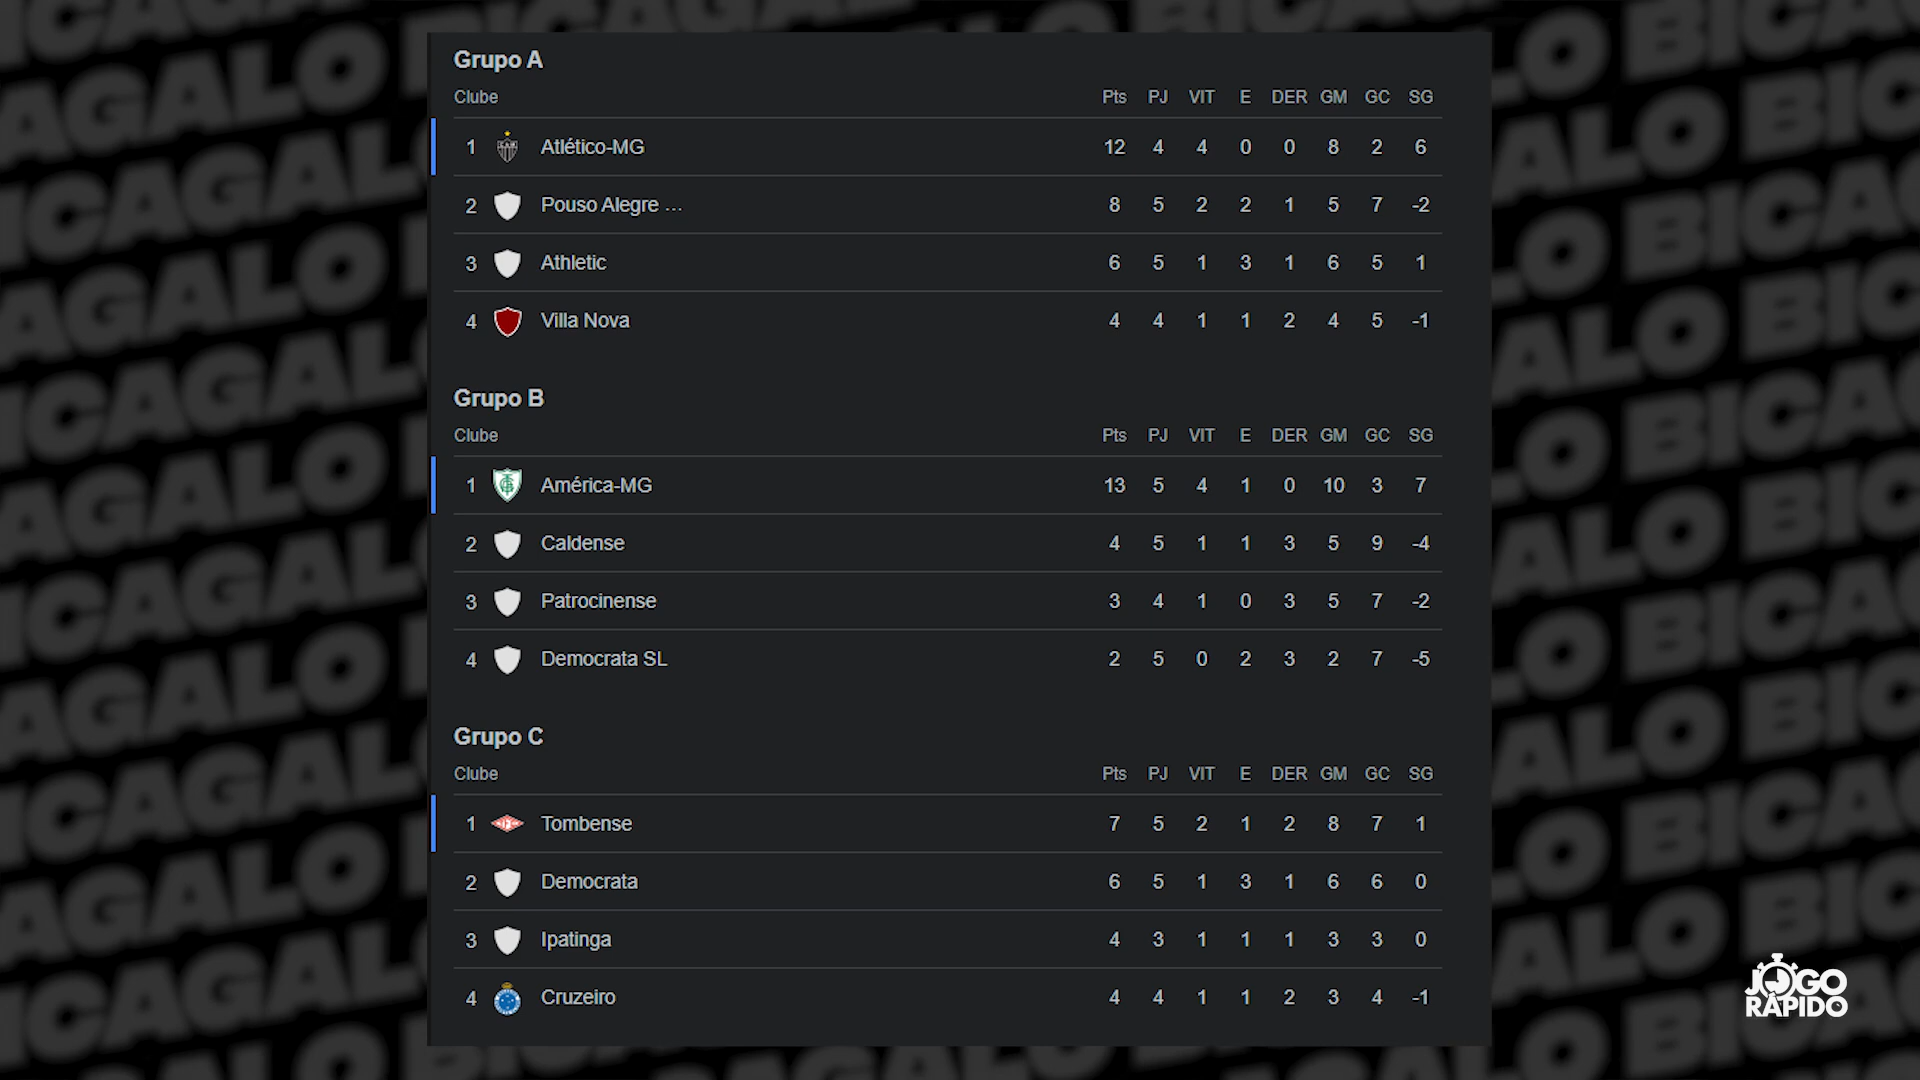 Grupo A
Clube Pts PJ VIT E DER GM GC SG
1 Atlético-MG 12 4 4 0 0 8 2 6
2 Pouso Alegre ... 8 5 2 2 1 5 7 -2
3 Athletic 6 5 1 3 1 6 5 1
4 Villa Nova 4 4 1 1 2 4 5 -1
Grupo B
Clube Pts PJ VIT E DER GM GC SG
1 América-MG 13 5 4 1 0 10 3 7
2 Caldense 4 5 1 1 3 5 9 -4
3 Patrocinense 3 4 1 0 3 5 7 -2
4 Democrata SL 2 5 0 2 3 2 7 -5
Grupo C
Clube Pts PJ VIT E DER GM GC SG
1 Tombense 7 5 2 1 2 8 7 1
2 Democrata 6 5 1 3 1 6 6 0
3 Ipatinga 4 3 1 1 1 3 3 0
4 Cruzeiro 4 4 1 1 2 3 4 -1
JOGO
RÁPIDO